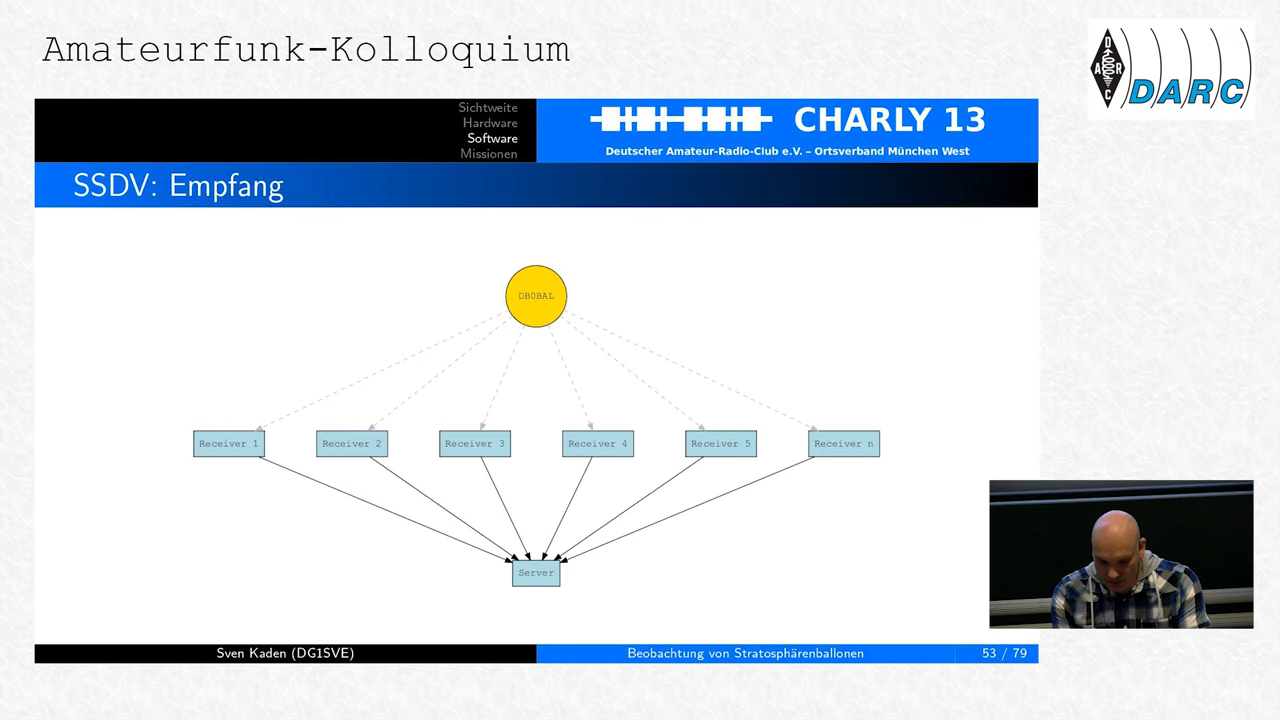 Amateurfunk-Kolloquium
D
A R
C
DARC
Sichtweite
Hardware
Software
Missionen
CHARLY 13
Deutscher Amateur-Radio-Club e.V. – Ortsverband München West
SSDV: Empfang
DB0BAL
Receiver 1
Receiver 2
Receiver 3
Receiver 4
Receiver 5
Receiver n
Server
Sven Kaden (DG1SVE)
Beobachtung von Stratosphärenballonen
53 / 79